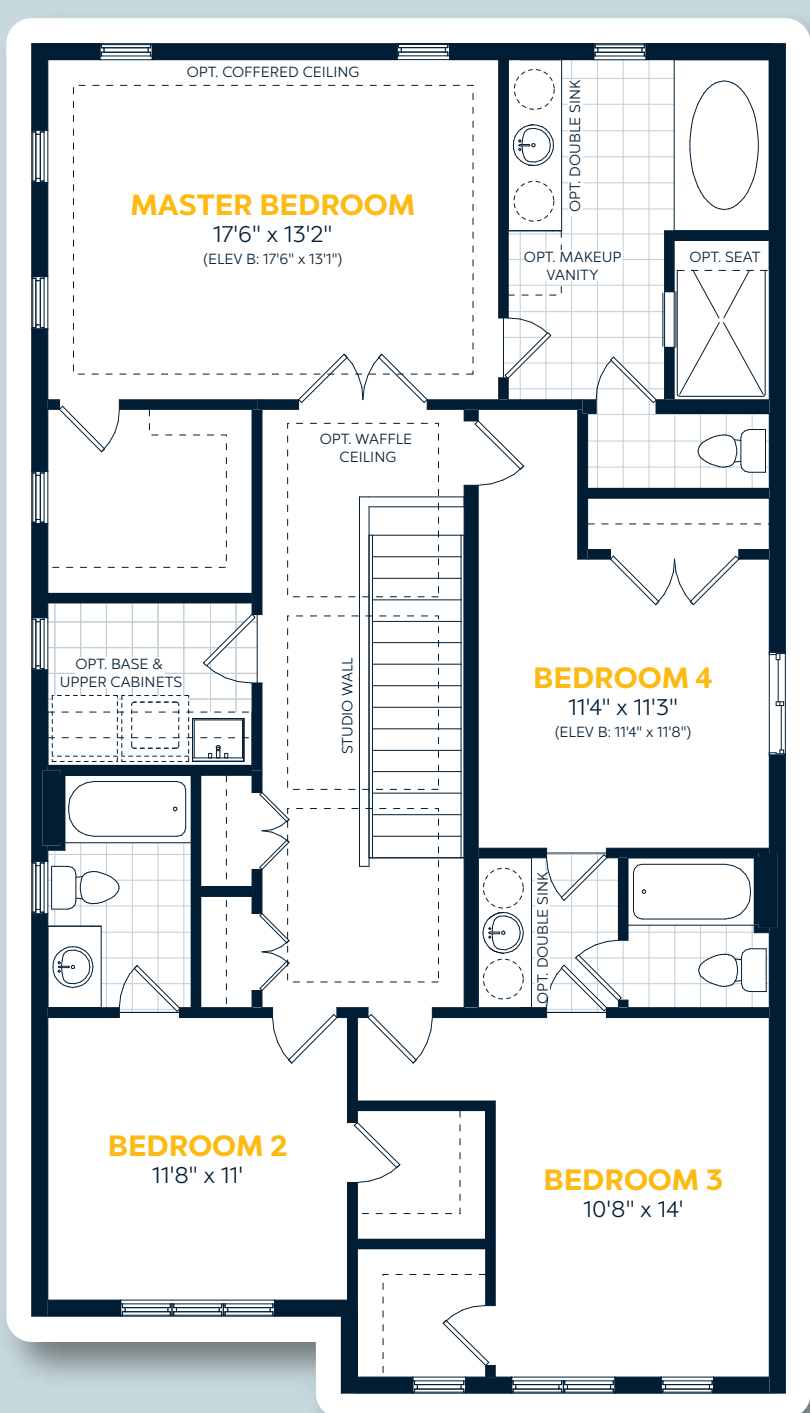 OPT. COFFERED CEILING
MASTER BEDROOM
17'6" x 13'2"
(ELEV B: 17'6" x 13'1")
OPT. DOUBLE SINK
OPT. MAKEUP
VANITY
OPT. SEAT
OPT. WAFFLE
CEILING
OPT. BASE &
UPPER CABINETS
STUDIO WALL
BEDROOM 4
11'4" x 11'3"
(ELEV B: 11'4" x 11'8")
OPT. DOUBLE SINK
BEDROOM 2
11'8" x 11'
BEDROOM 3
10'8" x 14'